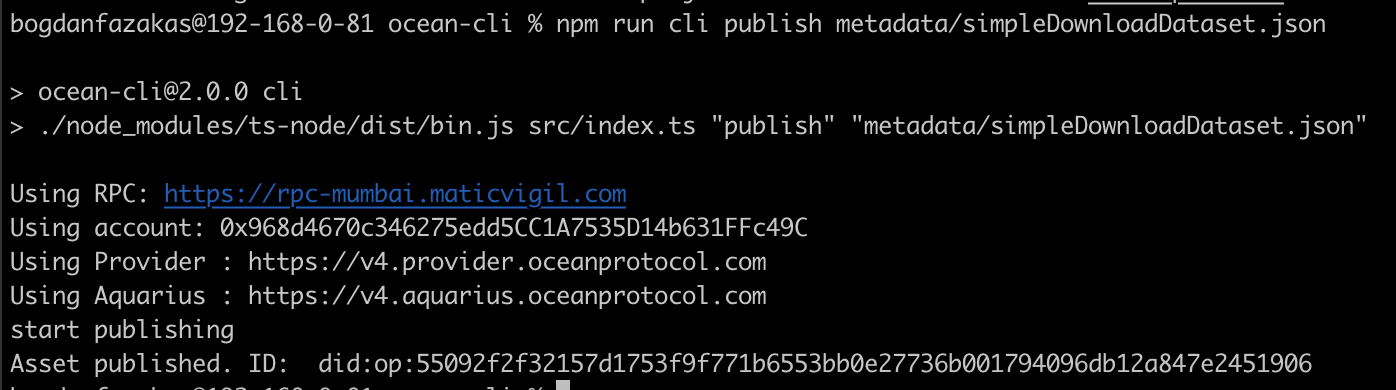 bogdanfazakas@192-168-0-81 ocean-cli % npm run cli publish metadata/simpleDownloadDataset.json
> ocean-cli@2.0.0 cli
> ./node_modules/ts-node/dist/bin.js src/index.ts "publish" "metadata/simpleDownloadDataset.json"
Using RPC: https://rpc-mumbai.maticvigil.com
Using account: 0x968d4670c346275edd5CC1A7535D14b631FFc49C
Using Provider : https://v4.provider.oceanprotocol.com
Using Aquarius : https://v4.aquarius.oceanprotocol.com
start publishing
Asset published. ID:  did:op:55092f2f32157d1753f9f771b6553bb0e27736b001794096db12a847e2451906